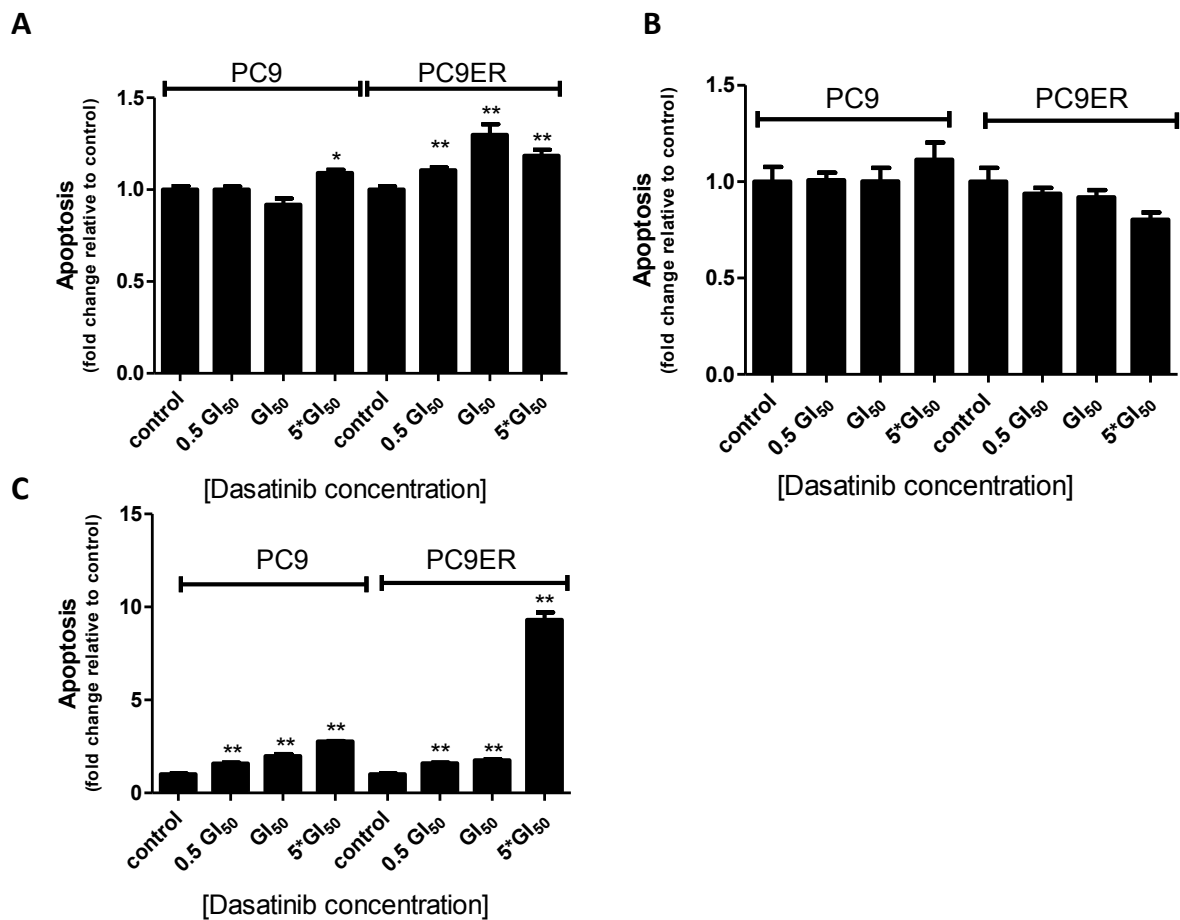 A
PC9
PC9ER
1.5
1.0
0.5
0.0
Apoptosis
(fold change relative to control)
*
**
**
**
control
0.5 GI₅₀
GI₅₀
5*GI₅₀
control
0.5 GI₅₀
GI₅₀
5*GI₅₀
[Dasatinib concentration]
B
PC9
PC9ER
1.5
1.0
0.5
0.0
Apoptosis
(fold change relative to control)
control
0.5 GI₅₀
GI₅₀
5*GI₅₀
control
0.5 GI₅₀
GI₅₀
5*GI₅₀
[Dasatinib concentration]
C
PC9
PC9ER
15
10
5
0
Apoptosis
(fold change relative to control)
**
**
**
**
**
**
control
0.5 GI₅₀
GI₅₀
5*GI₅₀
control
0.5 GI₅₀
GI₅₀
5*GI₅₀
[Dasatinib concentration]